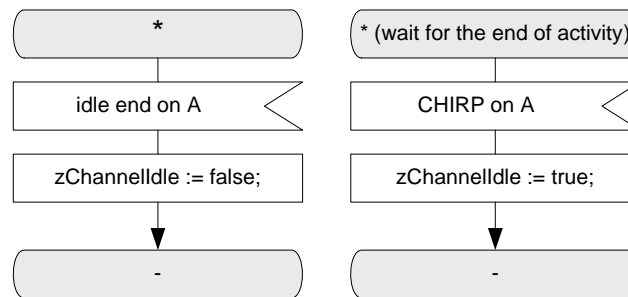 *
idle end on A
zChannelIdle := false;
-
* (wait for the end of activity)
CHIRP on A
zChannelIdle := true;
-